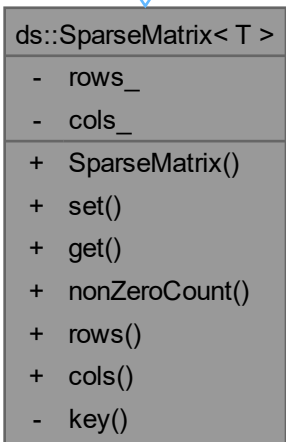 ds::SparseMatrix< T >
- rows_
- cols_
+ SparseMatrix()
+ set()
+ get()
+ nonZeroCount()
+ rows()
+ cols()
- key()